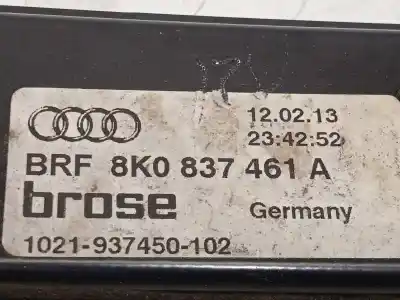 12.02.13
23:42:52
BRF 8K0 837 461 A
brose Germany
1021-937450-102